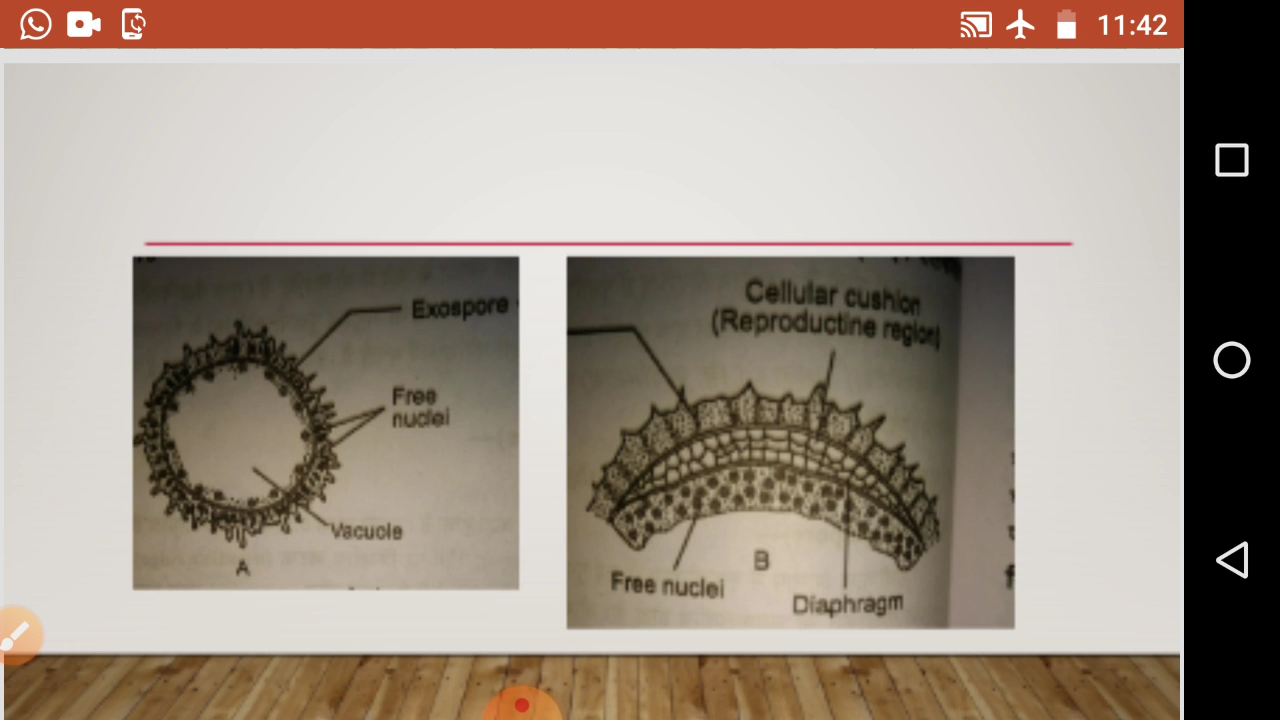 11:42
Exospore
Free
nuclei
Vacuole
A
Cellular cushion
(Reproductine region)
B
Free nuclei
Diaphragm